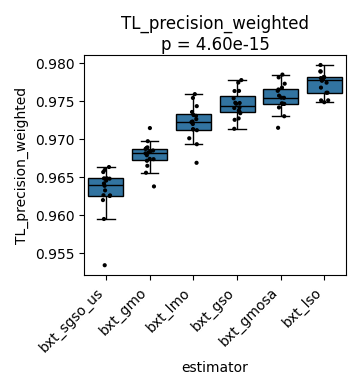 TL_precision_weighted
p = 4.60e-15
TL_precision_weighted
0.980
0.975
0.970
0.965
0.960
0.955
bxt_sgso_us
bxt_gmo
bxt_lmo
bxt_gso
bxt_gmosa
bxt_lso
estimator